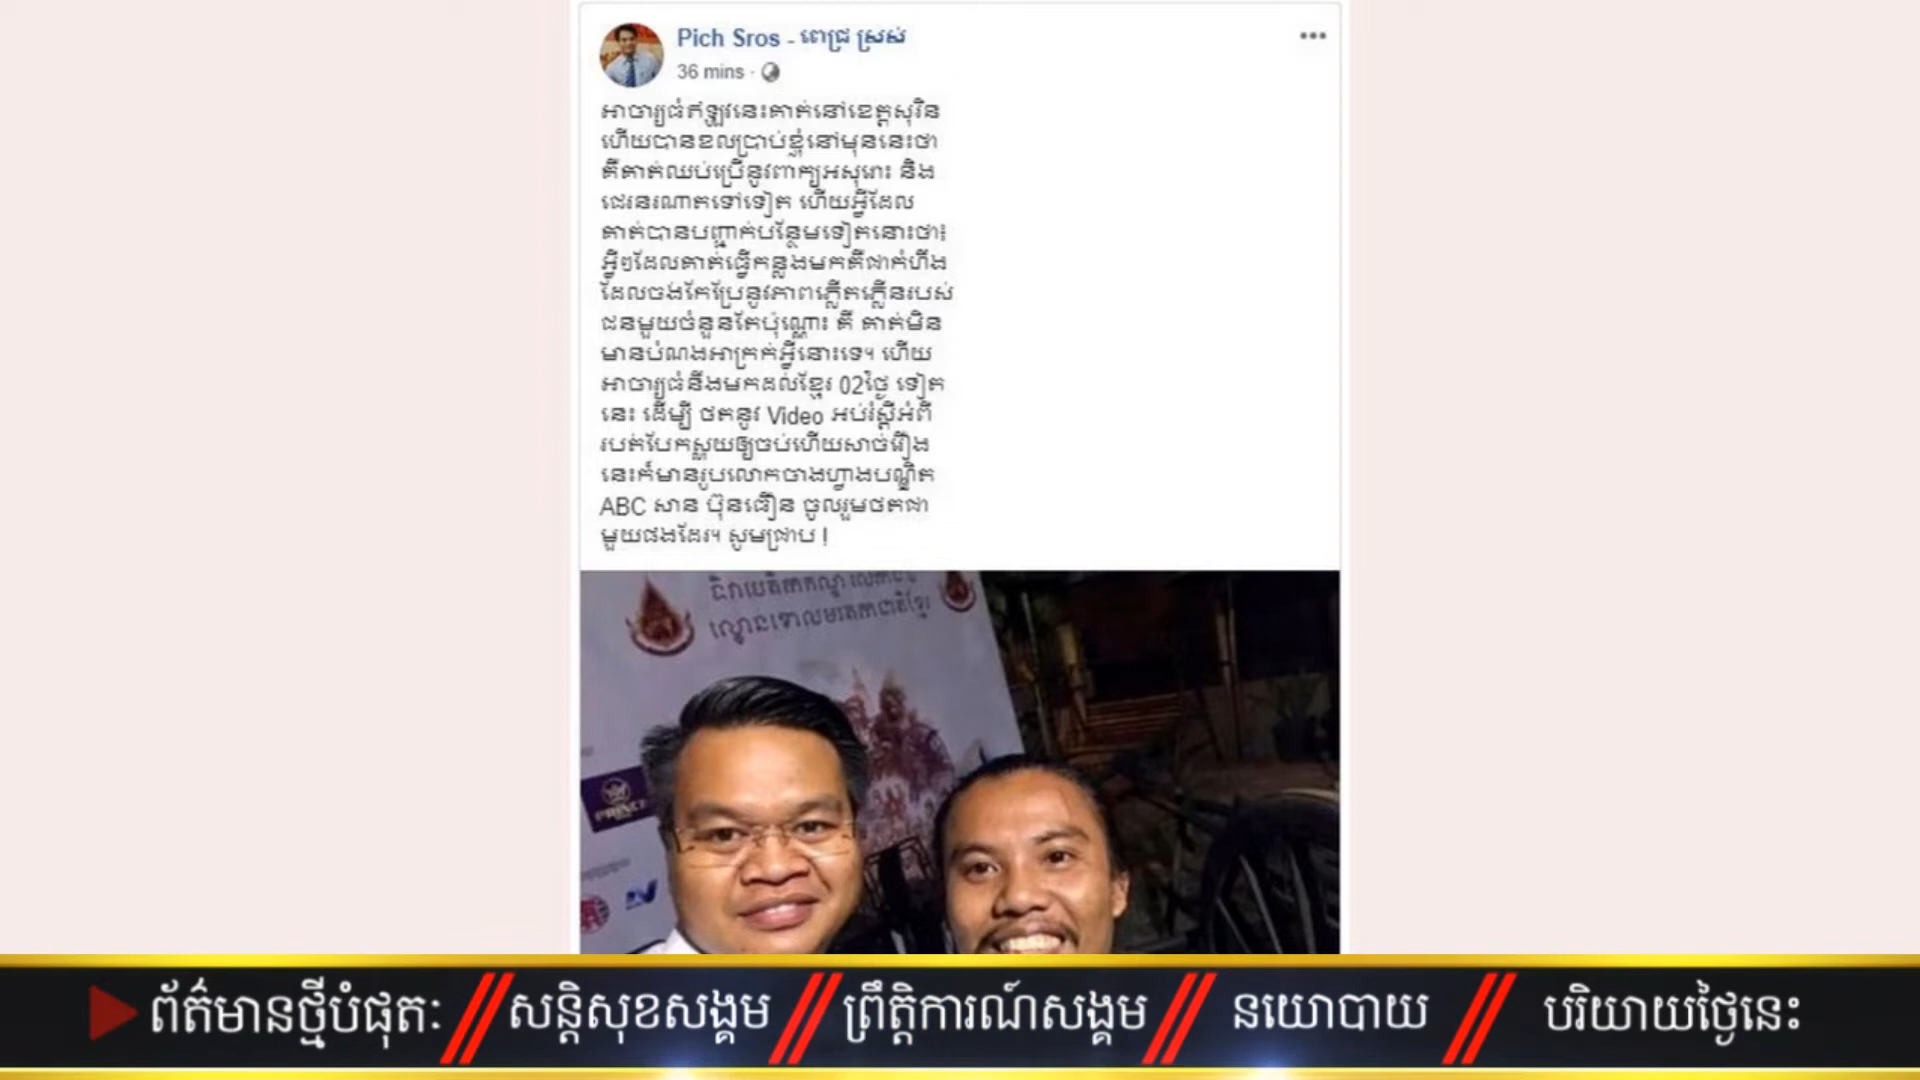 Pich Sros - ពេជ្រ ស្រស់
36 mins ·
អាចារ្យធំឥឡូវនេះគាត់នៅខេត្តសុរិន
ហើយបានខលប្រាប់ខ្ញុំនៅមុននេះថា
គឺគាត់ឈប់ប្រើនូវពាក្យអសុរោះ និង
ជេរនរណាតទៅទៀត ហើយអ្វីដែល
គាត់បានបញ្ជាក់បន្ថែមទៀតនោះថា៖
អ្វីៗដែលគាត់ធ្វើកន្លងមកគឺជាកំហឹង
ដែលចង់កែប្រែនូវភាពភ្លើតភ្លើនរបស់
ជនមួយចំនួនតែប៉ុណ្ណោះ គឺ គាត់មិន
មានបំណងអាក្រក់អ្វីនោះទេ។ ហើយ
អាចារ្យធំនឹងមកដល់ខ្មែរ 02ថ្ងៃ ទៀត
នេះ ដើម្បី ថតនូវ Video អប់រំស្តីអំពី
របត់បែកស្លុយឲ្យចប់ហើយសាច់រឿង
នេះក៏មានរូបលោកចាងហ្វាងបណ្ឌិត
ABC សាន ប៊ុនធឿន ចូលរួមថតជា
មួយផងដែរ។ សូមជ្រាប !
ព័ត៌មានថ្មីបំផុត: // សន្តិសុខសង្គម // ព្រឹត្តិការណ៍សង្គម // នយោបាយ // បរិយាយថ្ងៃនេះ